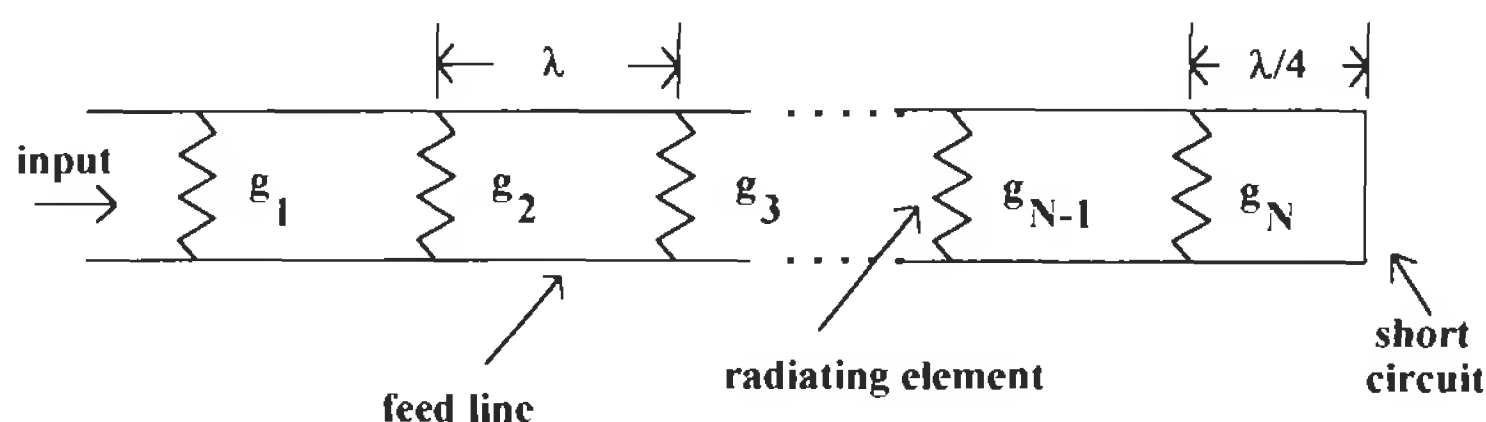 λ
λ/4
input
g1
g2
g3
gN-1
gN
radiating element
short
circuit
feed line